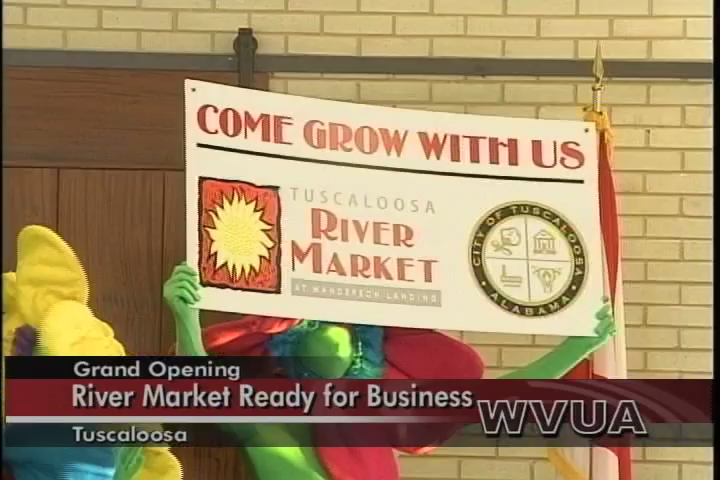 COME GROW WITH US
TUSCALOOSA
RIVER
MARKET
AT MANDERSON LANDING
CITY OF TUSCALOOSA
ALABAMA
Grand Opening
River Market Ready for Business
WVUA
Tuscaloosa